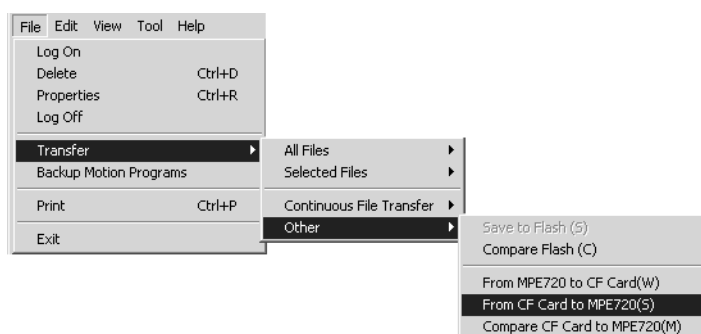 File Edit View Tool Help
Log On
Delete Ctrl+D
Properties Ctrl+R
Log Off
Transfer
Backup Motion Programs
Print Ctrl+P
Exit
All Files
Selected Files
Continuous File Transfer
Other
Save to Flash (S)
Compare Flash (C)
From MPE720 to CF Card(W)
From CF Card to MPE720(S)
Compare CF Card to MPE720(M)